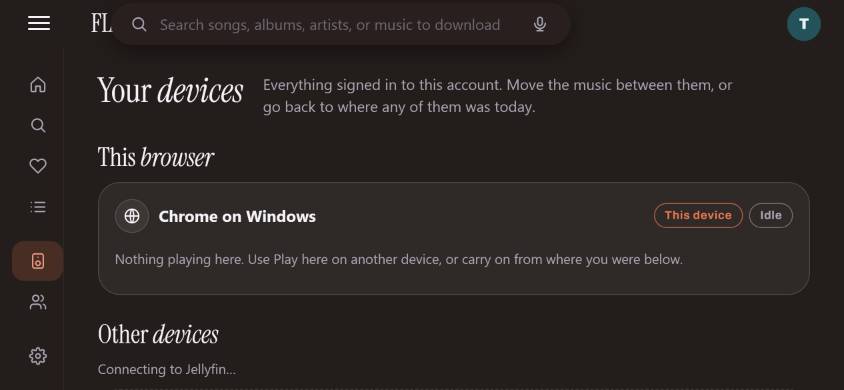 FL
Search songs, albums, artists, or music to download
T
Your devices
Everything signed in to this account. Move the music between them, or
go back to where any of them was today.
This browser
Chrome on Windows
This device
Idle
Nothing playing here. Use Play here on another device, or carry on from where you were below.
Other devices
Connecting to Jellyfin...